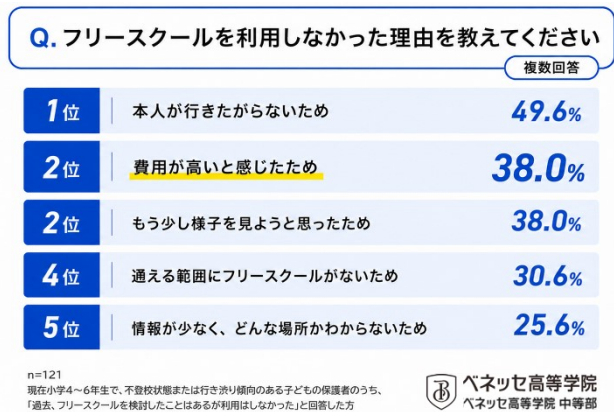 Q. フリースクールを利用しなかった理由を教えてください
複数回答
1位 本人が行きたがらないため 49.6%
2位 費用が高いと感じたため 38.0%
2位 もう少し様子を見ようと思ったため 38.0%
4位 通える範囲にフリースクールがないため 30.6%
5位 情報が少なく、どんな場所かわからないため 25.6%
n=121
現在小学4～6年生で、不登校状態または行き渋り傾向のある子どもの保護者のうち、
「過去、フリースクールを検討したことはあるが利用はしなかった」と回答した方
ベネッセ高等学院
ベネッセ高等学院 中等部